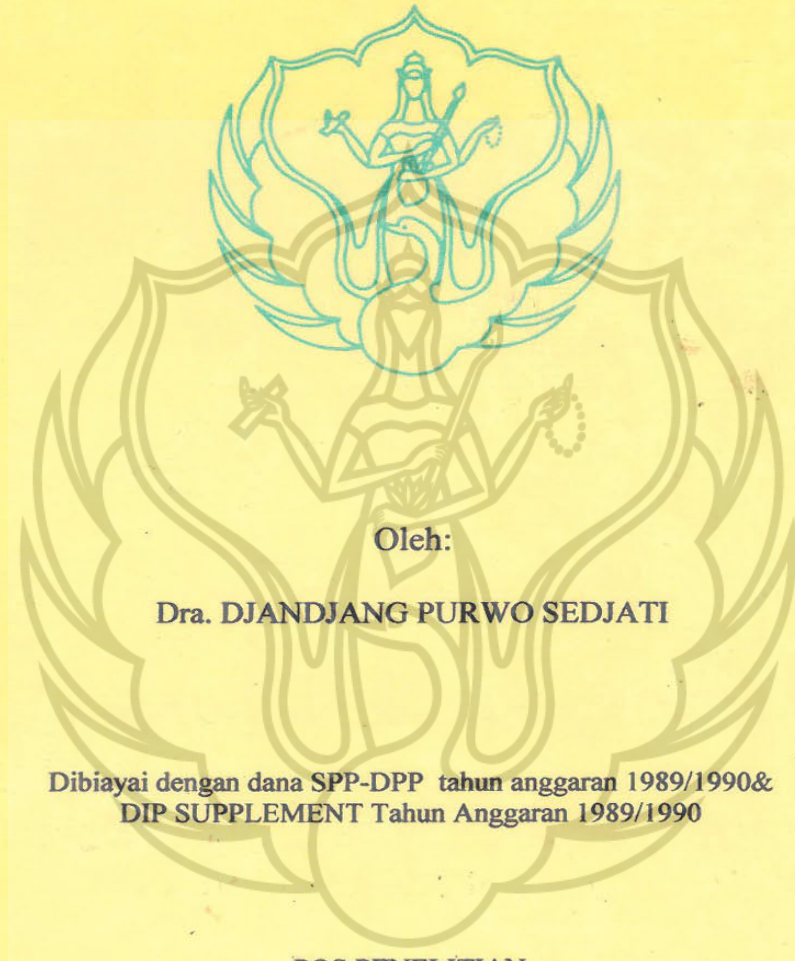 Oleh:
Dra. DJANDJANG PURWO SEDJATI
Dibiayai dengan dana SPP-DPP tahun anggaran 1989/1990&
DIP SUPPLEMENT Tahun Anggaran 1989/1990
PENELITIAN